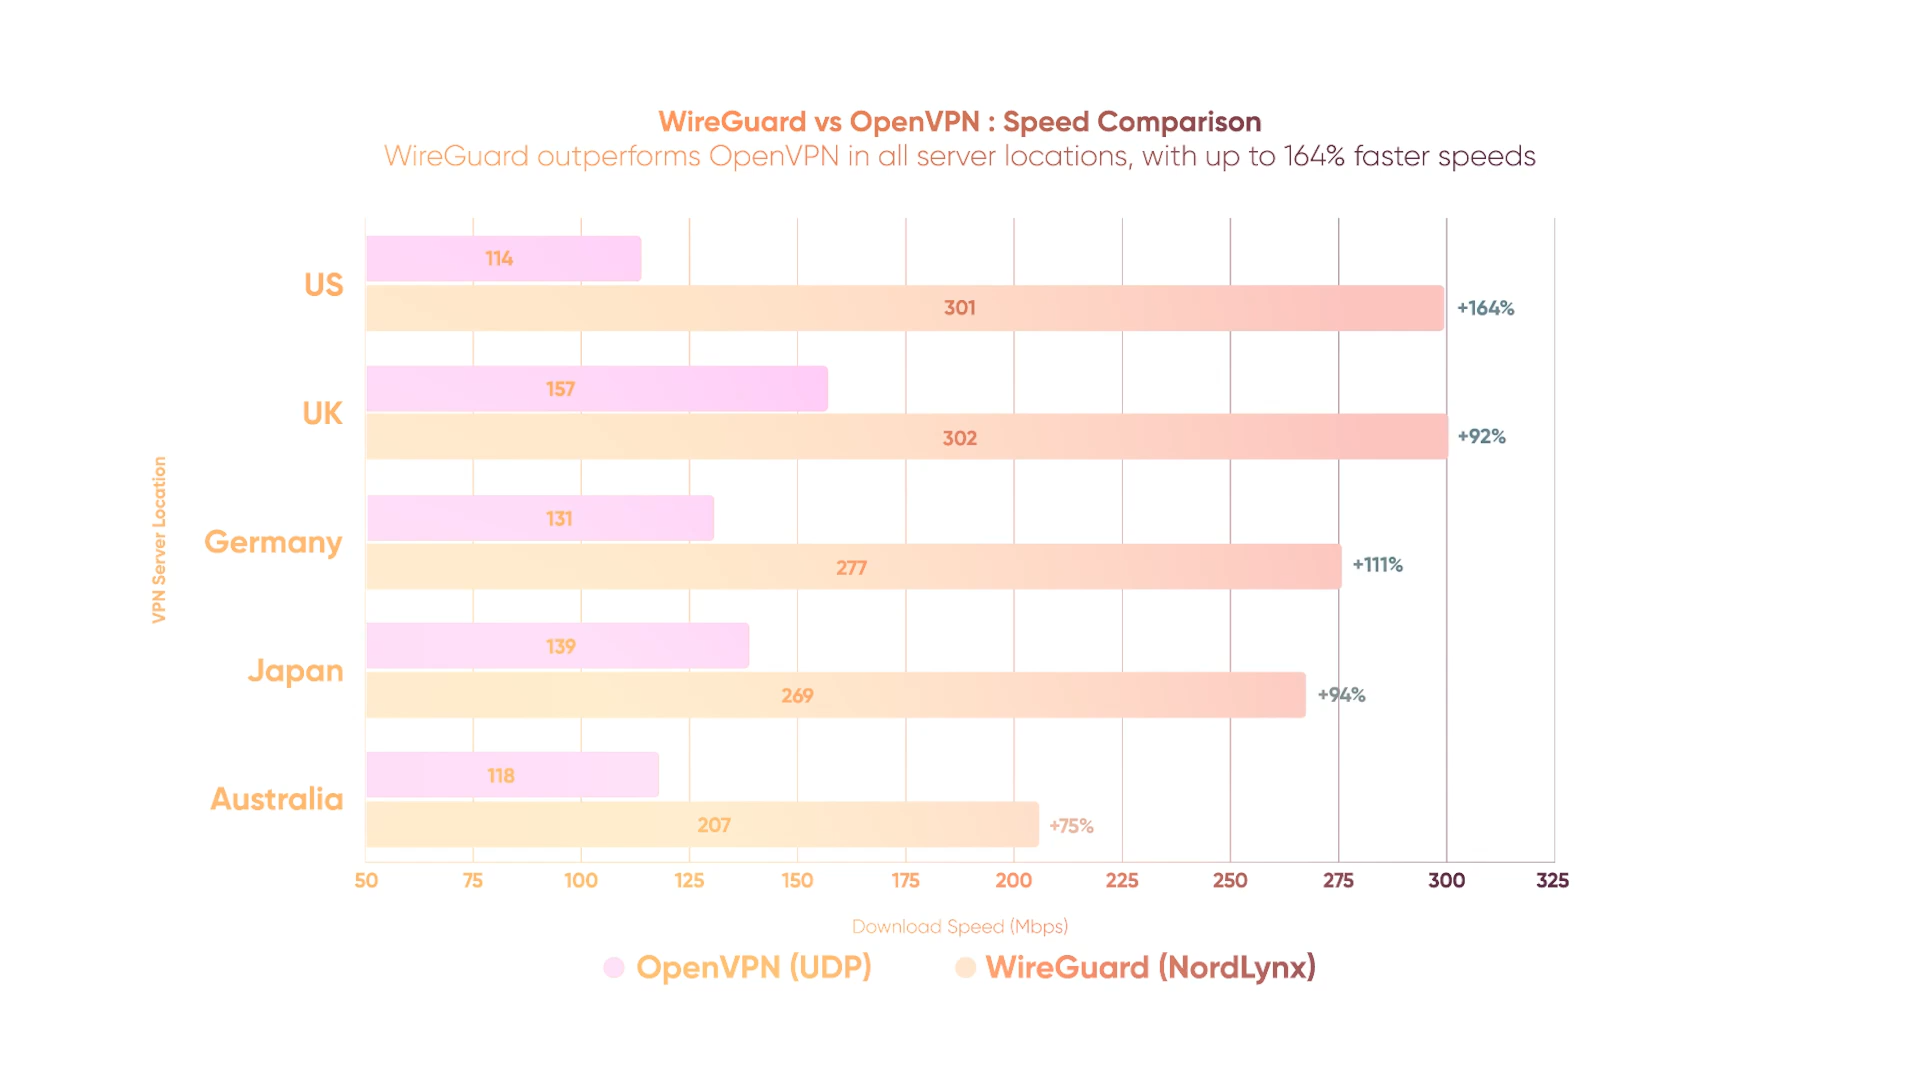 WireGuard vs OpenVPN : Speed Comparison
WireGuard outperforms OpenVPN in all server locations, with up to 164% faster speeds
VPN Server Location
US
114
301
+164%
UK
157
302
+92%
Germany
131
277
+111%
Japan
139
269
+94%
Australia
118
207
+75%
50 75 100 125 150 175 200 225 250 275 300 325
Download Speed (Mbps)
OpenVPN (UDP) WireGuard (NordLynx)